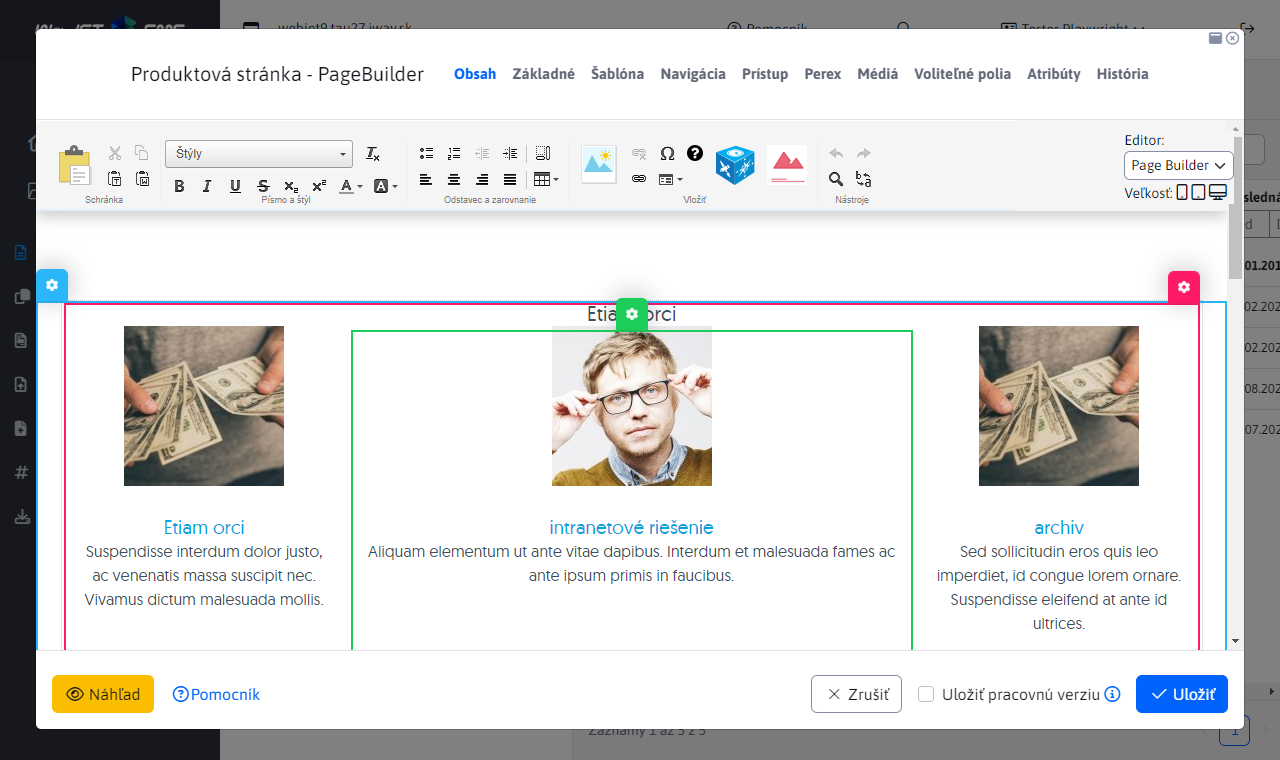 webjet9.tau27.iway.sk
Pomocník
Tester Playwright
Produktová stránka - PageBuilder
Obsah
Základné
Šablóna
Navigácia
Prístup
Perex
Médiá
Voliteľné polia
Atribúty
História
Štýly
Schránka
Písmo a štýl
Odstavec a zarovnanie
Vložiť
Nástroje
Editor:
Page Builder
Veľkosť:
Etiam orci
intranetové riešenie
archiv
Suspendisse interdum dolor justo,
ac venenatis massa suscipit nec.
Vivamus dictum malesuada mollis.
Aliquam elementum ut ante vitae dapibus. Interdum et malesuada fames ac
ante ipsum primis in faucibus.
Sed sollicitudin eros quis leo
imperdiet, id congue lorem ornare.
Suspendisse eleifend at ante id
ultrices.
Náhľad
Pomocník
Zrušiť
Uložiť pracovnú verziu
Uložiť
Záznamy 1 až 5 z 5
1